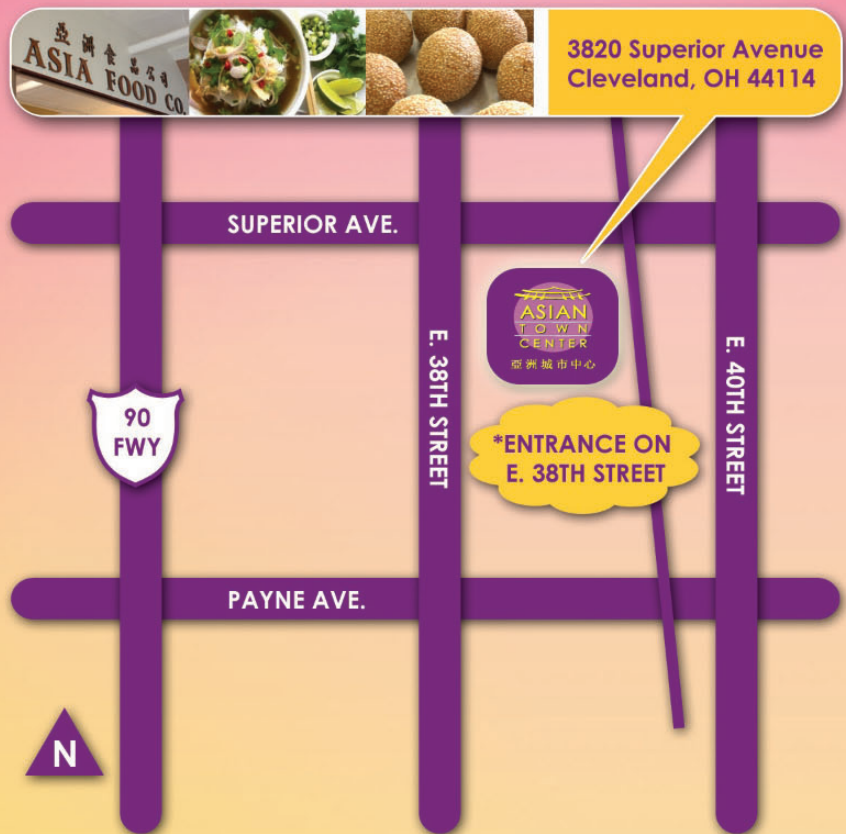 亞洲食品公司
ASIA FOOD CO.
3820 Superior Avenue
Cleveland, OH 44114
SUPERIOR AVE.
ASIAN
TOWN
CENTER
亞洲城市中心
E. 38TH STREET
E. 40TH STREET
90
FWY
*ENTRANCE ON
E. 38TH STREET
PAYNE AVE.
N